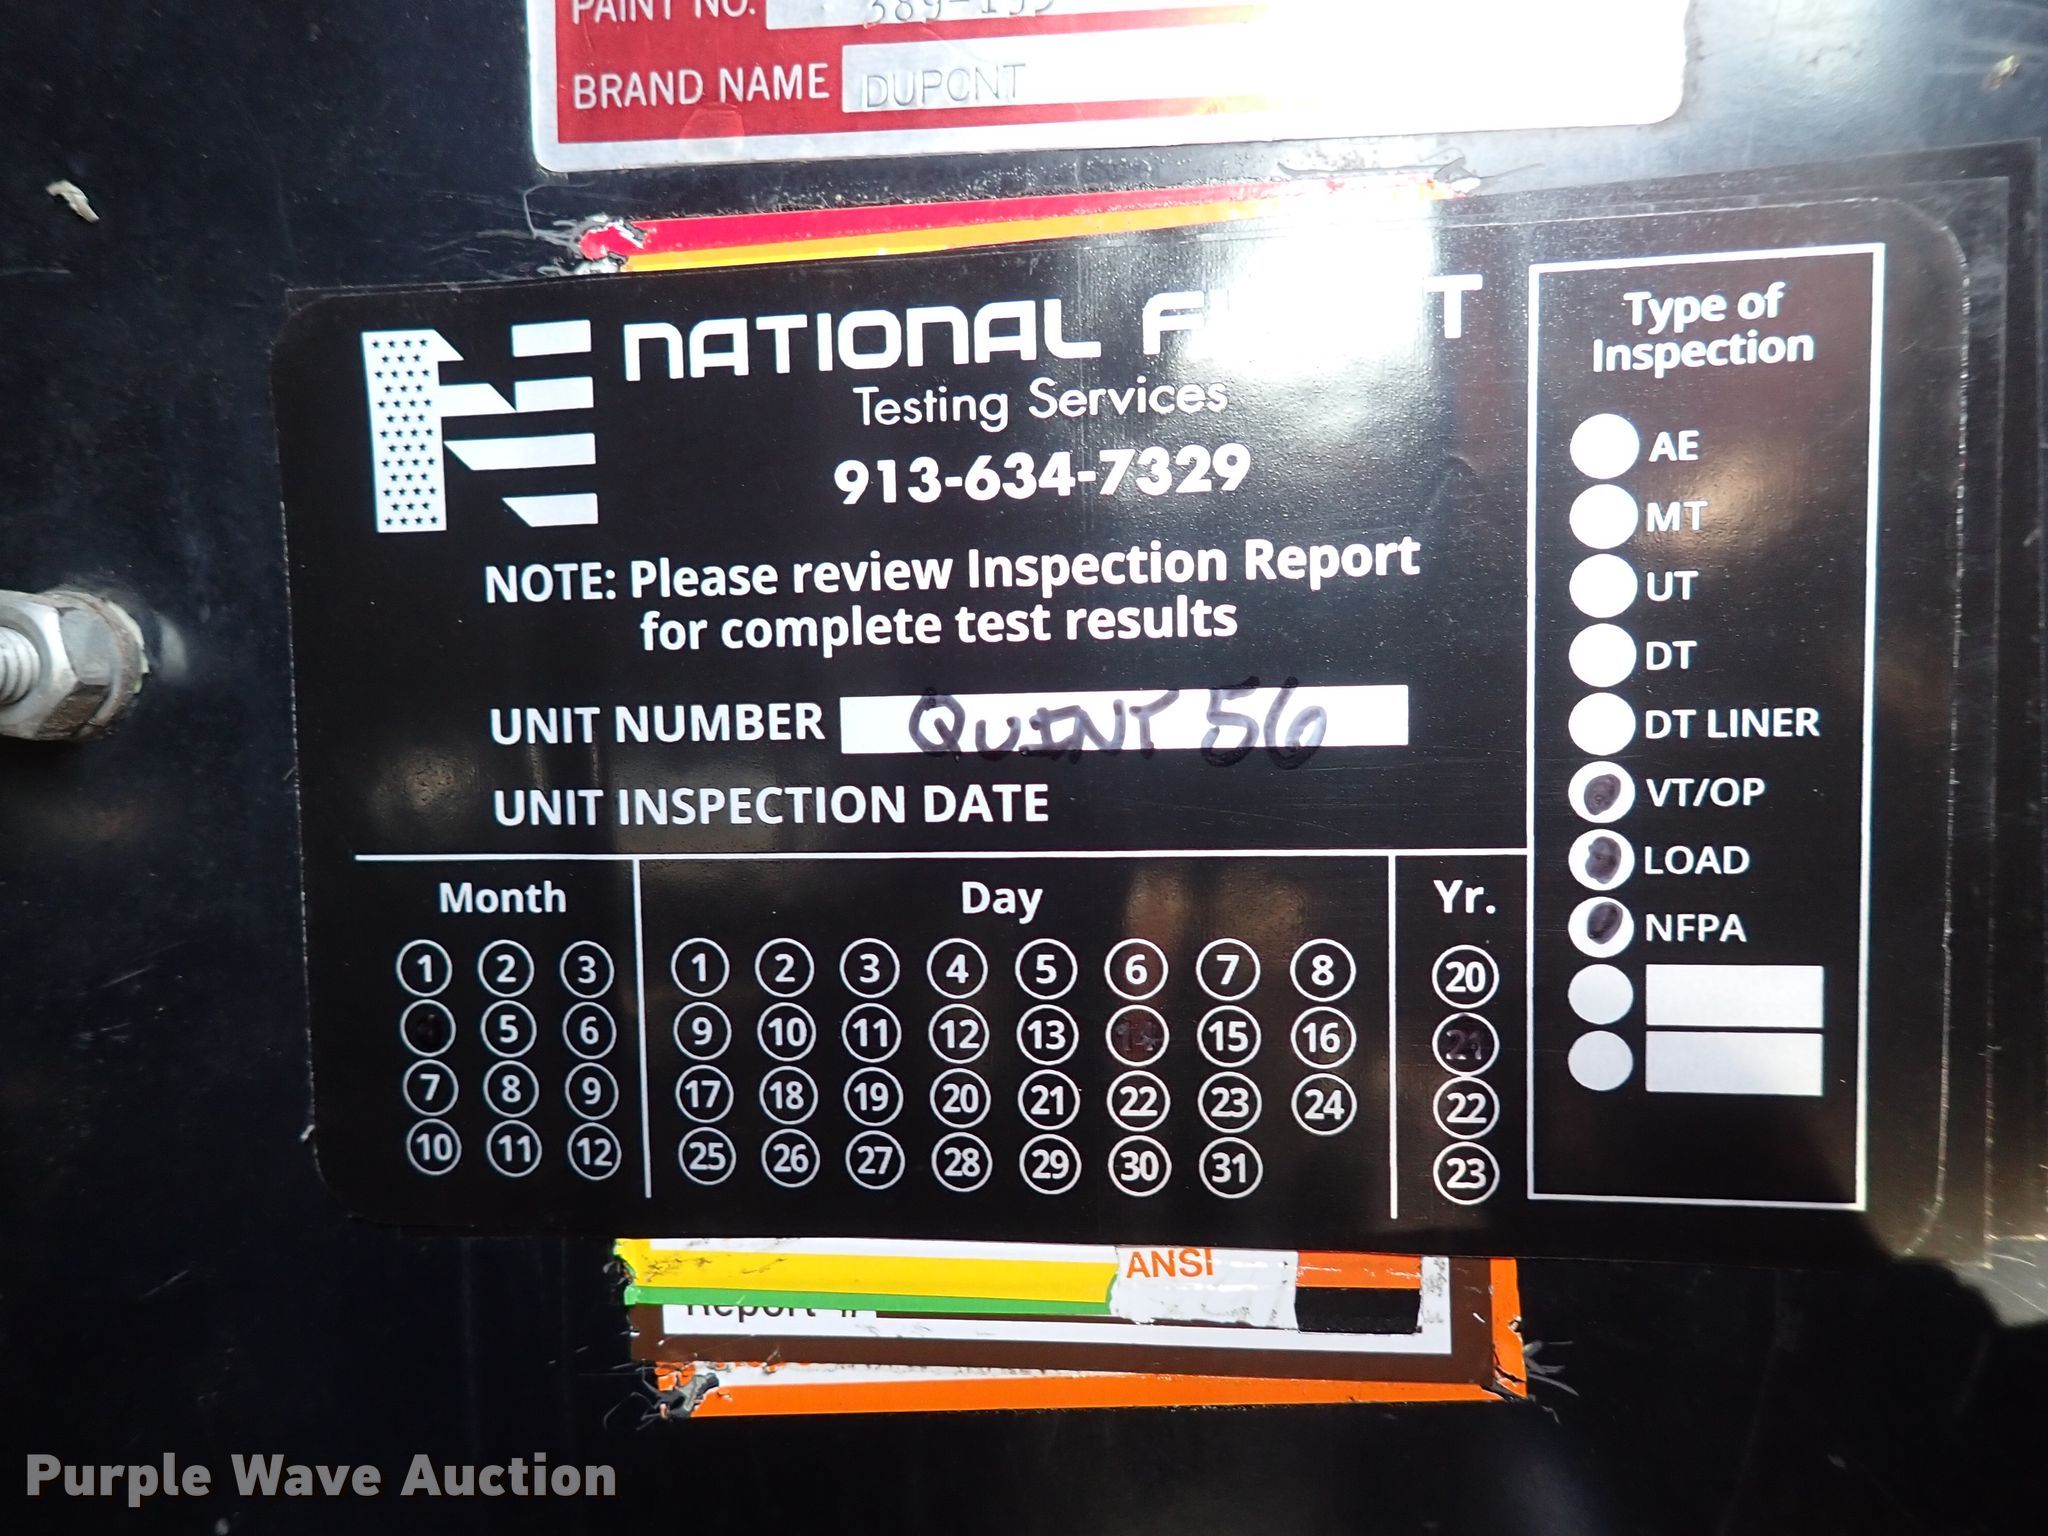 PAINT NO.
BRAND NAME DUPONT
NATIONAL
Testing Services
913-634-7329
NOTE: Please review Inspection Report
for complete test results
UNIT NUMBER QUINT 56
UNIT INSPECTION DATE
Month
1 2 3
4 5 6
7 8 9
10 11 12
Day
1 2 3 4 5 6 7 8
9 10 11 12 13 14 15 16
17 18 19 20 21 22 23 24
25 26 27 28 29 30 31
Yr.
20
21
22
23
Type of
Inspection
AE
MT
UT
DT
DT LINER
VT/OP
LOAD
NFPA
ANSI
Report #
Purple Wave Auction